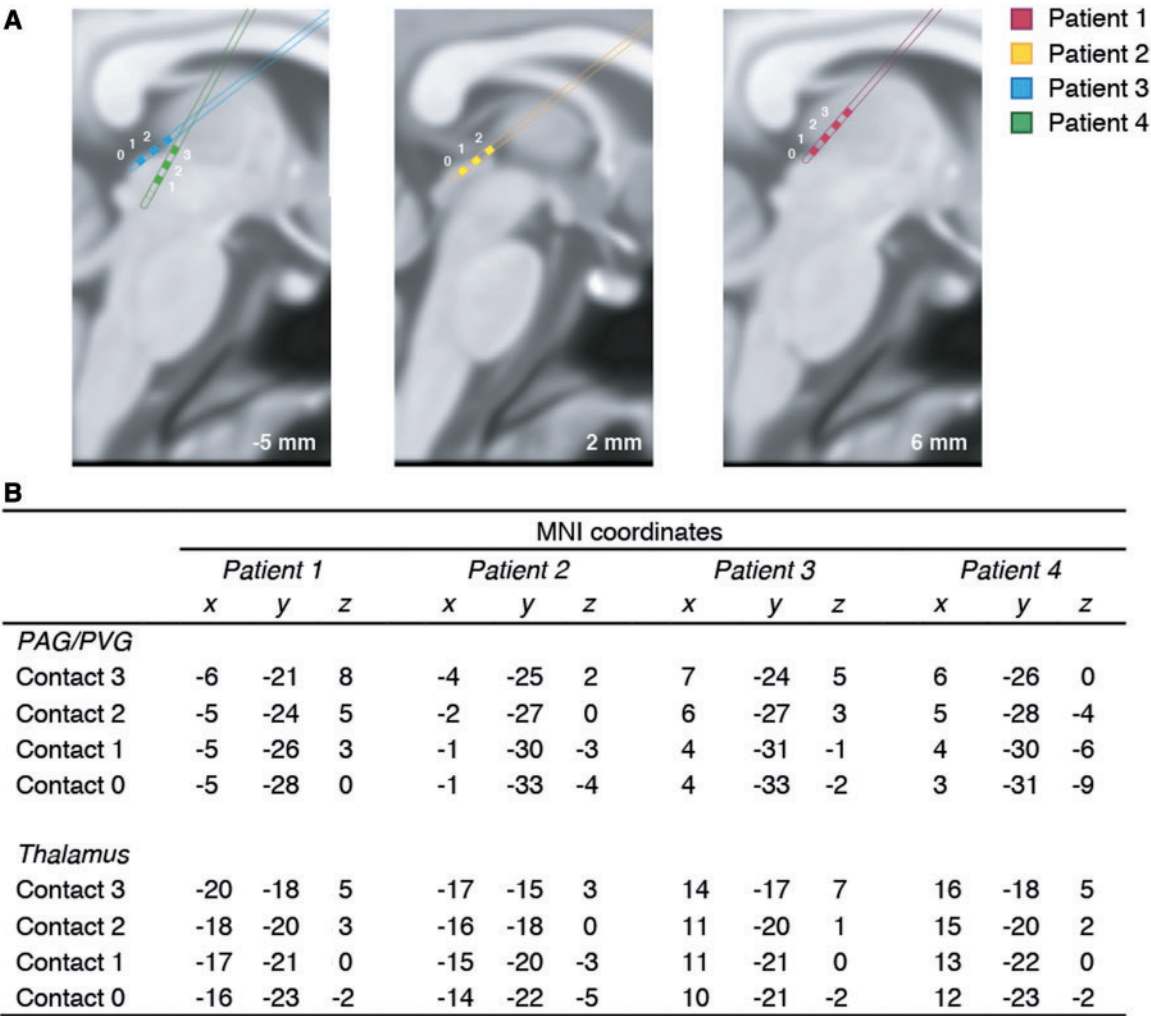 A
Patient 1
Patient 2
Patient 3
Patient 4
0 1 2
3
2
1
-5 mm
0 1 2
2 mm
0 1 2 3
6 mm
B
MNI coordinates
Patient 1 Patient 2 Patient 3 Patient 4
x y z x y z x y z x y z
PAG/PVG
Contact 3 -6 -21 8 -4 -25 2 7 -24 5 6 -26 0
Contact 2 -5 -24 5 -2 -27 0 6 -27 3 5 -28 -4
Contact 1 -5 -26 3 -1 -30 -3 4 -31 -1 4 -30 -6
Contact 0 -5 -28 0 -1 -33 -4 4 -33 -2 3 -31 -9
Thalamus
Contact 3 -20 -18 5 -17 -15 3 14 -17 7 16 -18 5
Contact 2 -18 -20 3 -16 -18 0 11 -20 1 15 -20 2
Contact 1 -17 -21 0 -15 -20 -3 11 -21 0 13 -22 0
Contact 0 -16 -23 -2 -14 -22 -5 10 -21 -2 12 -23 -2